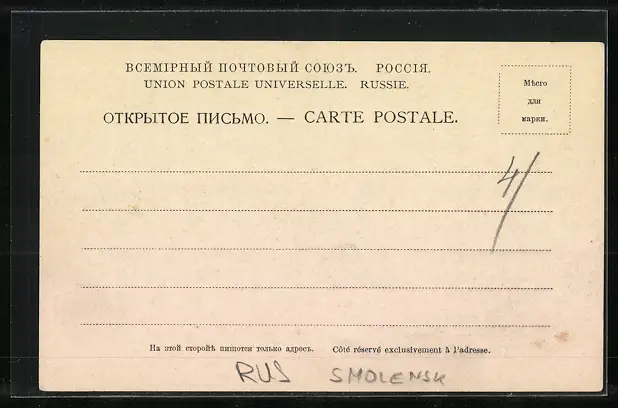 ВСЕМІРНЫЙ ПОЧТОВЫЙ СОЮЗЪ. РОССІЯ.
UNION POSTALE UNIVERSELLE. RUSSIE.
ОТКРЫТОЕ ПИСЬМО. — CARTE POSTALE.
Мѣсто
для
марки.
4/
На этой сторонѣ пишется только адресъ. Côté réservé exclusivement à l'adresse.
RUS SMOLENSK